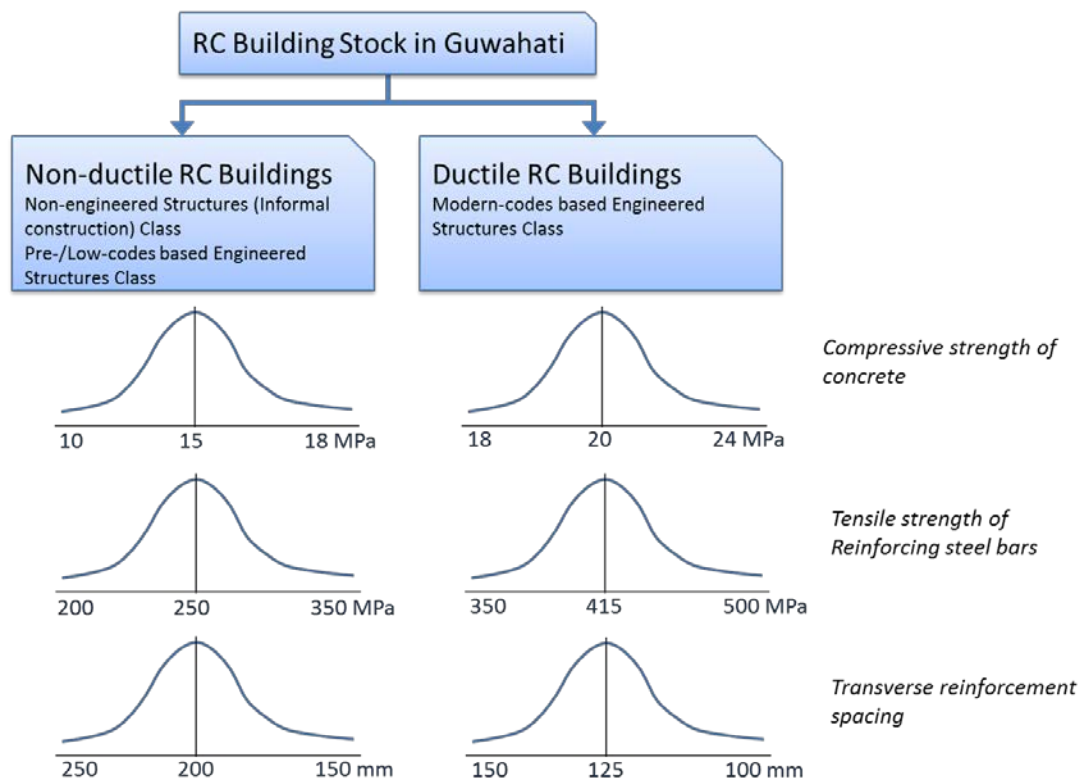 RC Building Stock in Guwahati
Non-ductile RC Buildings
Non-engineered Structures (Informal
construction) Class
Pre-/Low-codes based Engineered
Structures Class
Ductile RC Buildings
Modern-codes based Engineered
Structures Class
10 15 18 MPa
18 20 24 MPa
Compressive strength of
concrete
200 250 350 MPa
350 415 500 MPa
Tensile strength of
Reinforcing steel bars
250 200 150 mm
150 125 100 mm
Transverse reinforcement
spacing